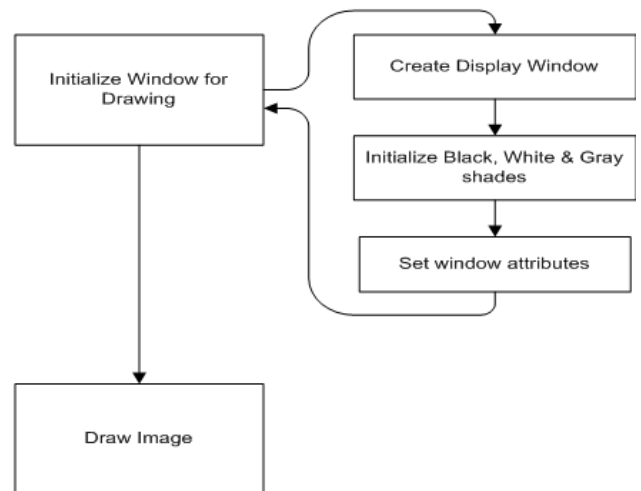 Initialize Window for
Drawing
Create Display Window
Initialize Black, White & Gray
shades
Set window attributes
Draw Image